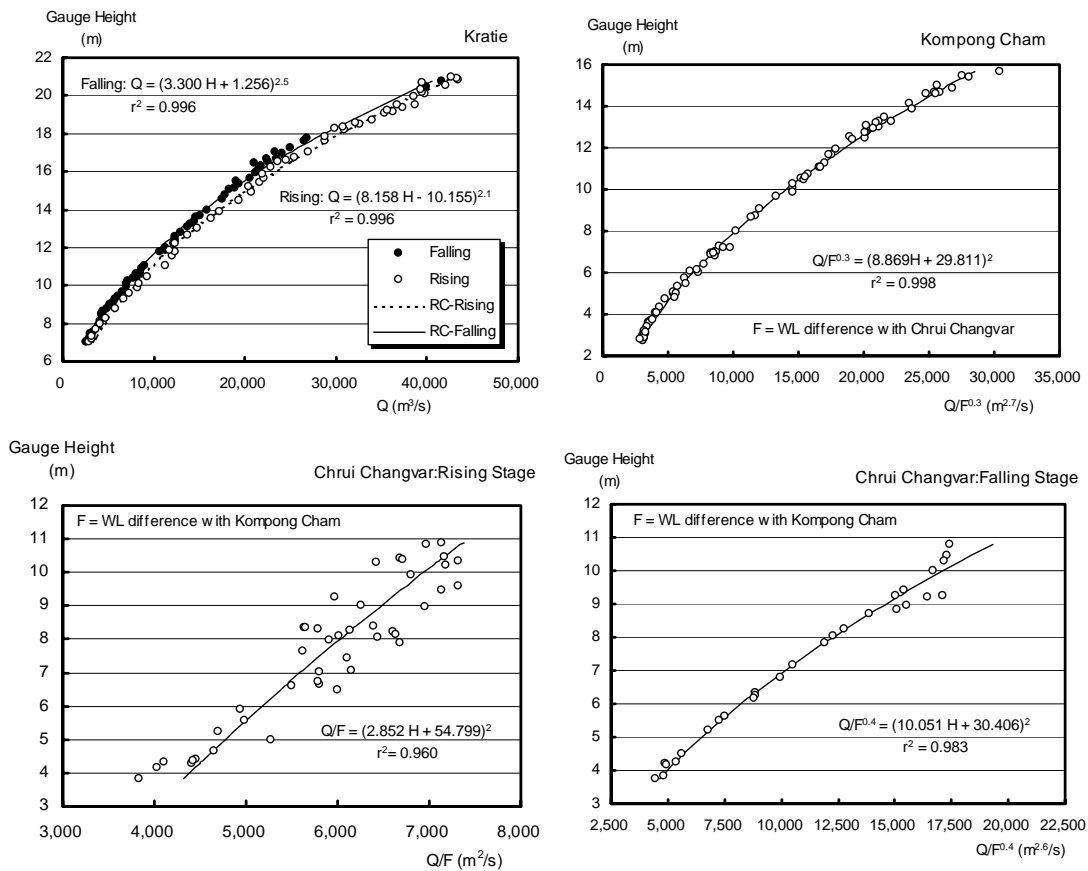 Gauge Height
(m)
Kratie
22
20
18
16
14
12
10
8
6
Falling: Q = (3.300 H + 1.256)^2.5
r² = 0.996
Rising: Q = (8.158 H - 10.155)^2.1
r² = 0.996
Falling
Rising
RC-Rising
RC-Falling
0 10,000 20,000 30,000 40,000 50,000
Q (m³/s)
Gauge Height
(m)
Kompong Cham
16
14
12
10
8
6
4
2
Q/F^0.3 = (8.869H + 29.811)²
r² = 0.998
F = WL difference with Chrui Changvar
0 5,000 10,000 15,000 20,000 25,000 30,000 35,000
Q/F^0.3 (m^2.7/s)
Gauge Height
(m)
Chrui Changvar:Rising Stage
12
11
10
9
8
7
6
5
4
3
F = WL difference with Kompong Cham
Q/F = (2.852 H + 54.799)²
r²= 0.960
3,000 4,000 5,000 6,000 7,000 8,000
Q/F (m²/s)
Gauge Height
(m)
Chrui Changvar:Falling Stage
12
11
10
9
8
7
6
5
4
3
F = WL difference with Kompong Cham
Q/F^0.4 = (10.051 H + 30.406)²
r² = 0.983
2,500 5,000 7,500 10,000 12,500 15,000 17,500 20,000 22,500
Q/F^0.4 (m^2.6/s)